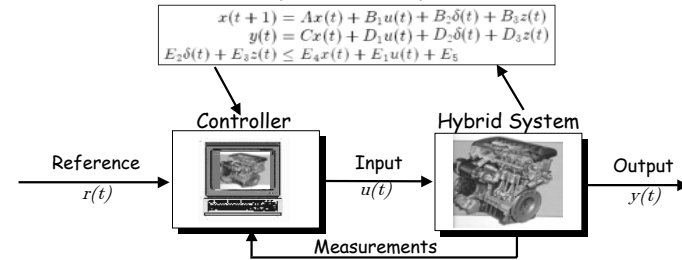 x(t + 1) = Ax(t) + B₁u(t) + B₂δ(t) + B₃z(t)
y(t) = Cx(t) + D₁u(t) + D₂δ(t) + D₃z(t)
E₂δ(t) + E₃z(t) ≤ E₄x(t) + E₁u(t) + E₅
Controller
Hybrid System
Reference
r(t)
Input
u(t)
Output
y(t)
Measurements